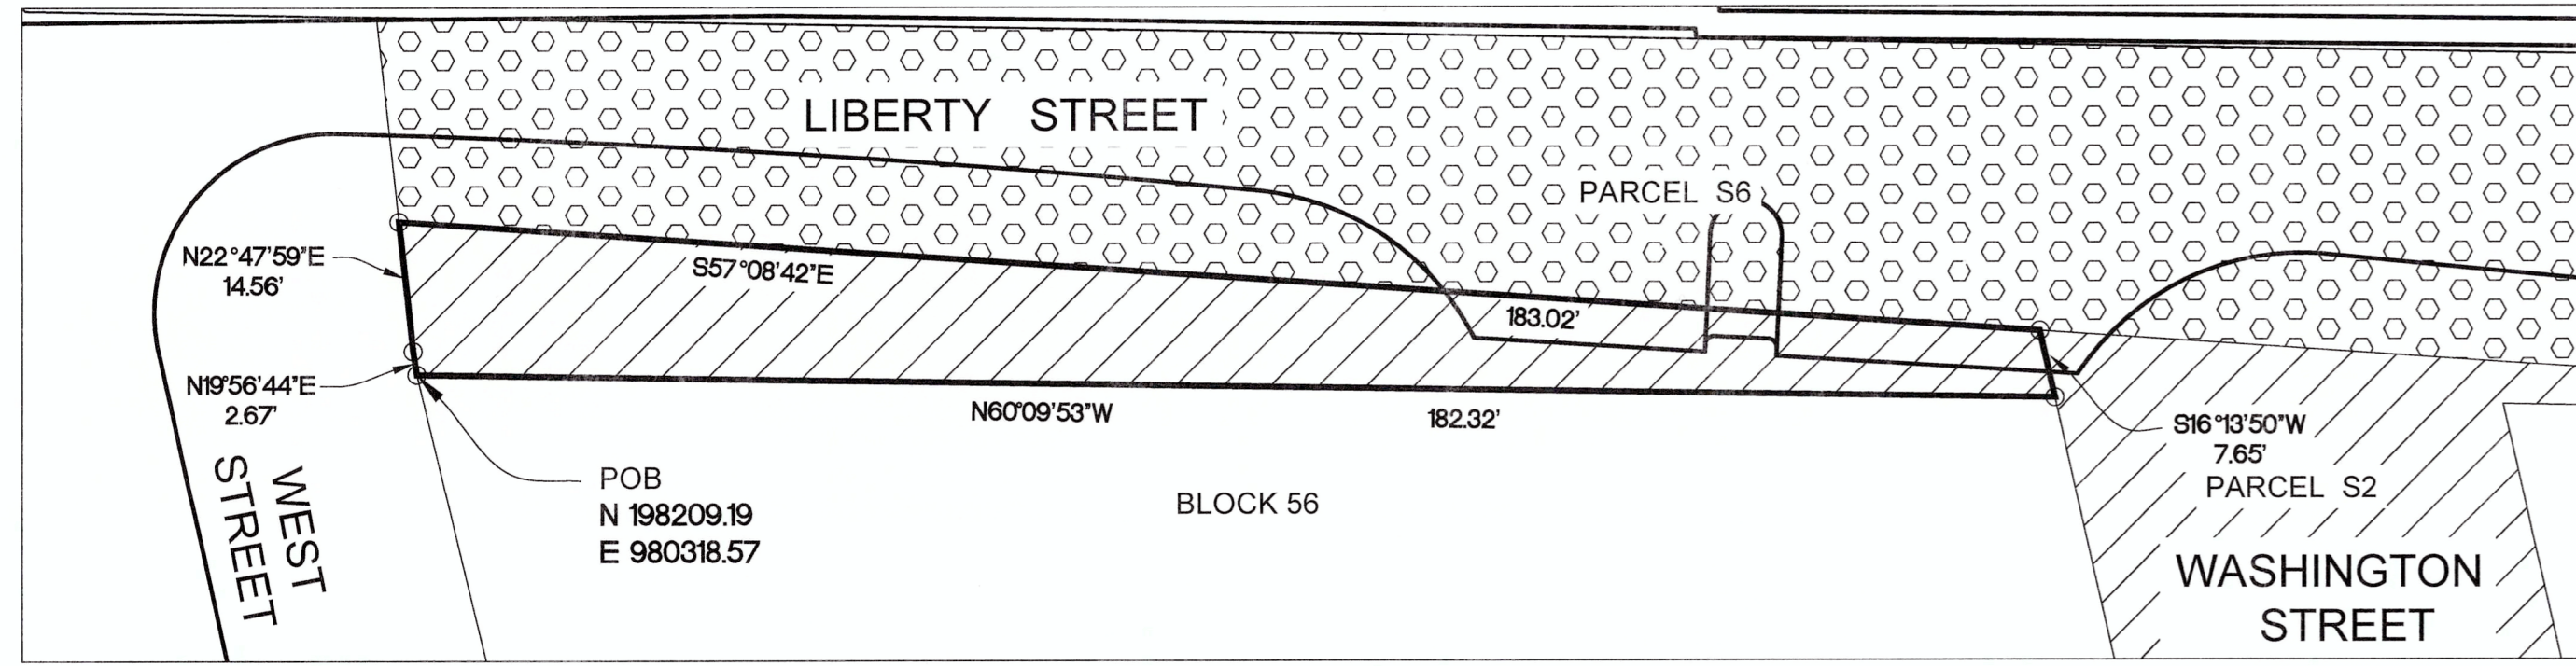 LIBERTY STREET
PARCEL S6
N22°47'59"E
14.56'
S57°08'42"E
183.02'
N19°56'44"E
2.67'
N60°09'53"W
182.32'
S16°13'50"W
7.65'
PARCEL S2
POB
N 198209.19
E 980318.57
BLOCK 56
WEST
STREET
WASHINGTON
STREET